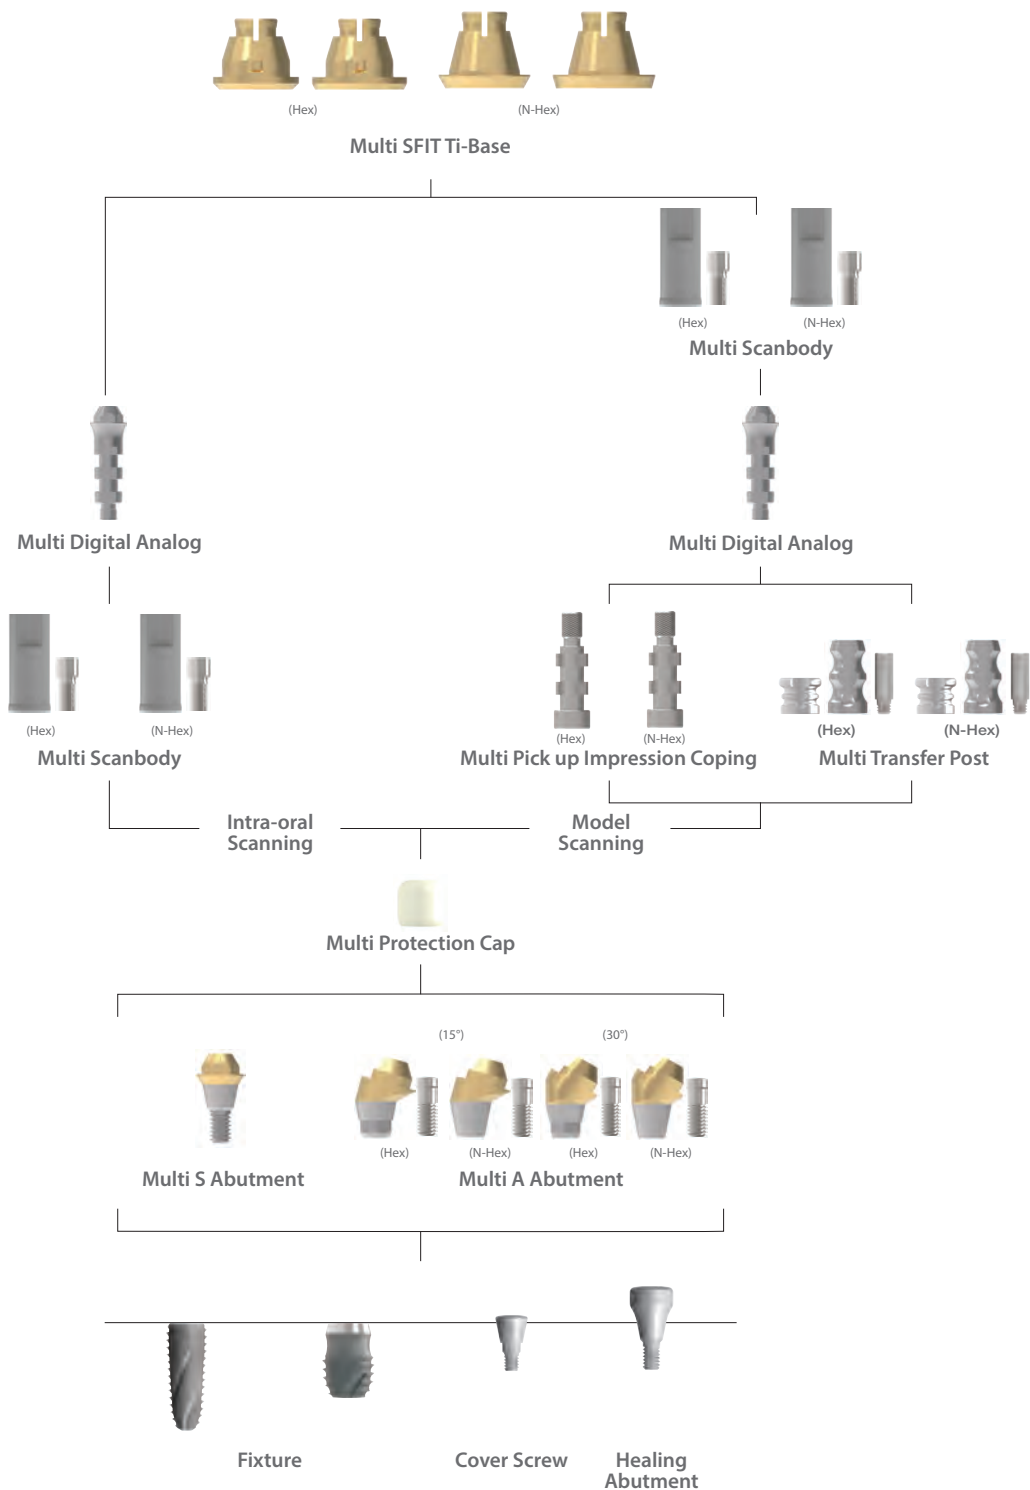 (Hex)
(N-Hex)
Multi SFIT Ti-Base
(Hex)
(N-Hex)
Multi Scanbody
Multi Digital Analog
Multi Digital Analog
(Hex)
(N-Hex)
Multi Scanbody
(Hex)
(N-Hex)
Multi Pick up Impression Coping
(Hex)
(N-Hex)
Multi Transfer Post
Intra-oral
Scanning
Model
Scanning
Multi Protection Cap
(15°)
(30°)
(Hex)
(N-Hex)
(Hex)
(N-Hex)
Multi S Abutment
Multi A Abutment
Fixture
Cover Screw
Healing
Abutment